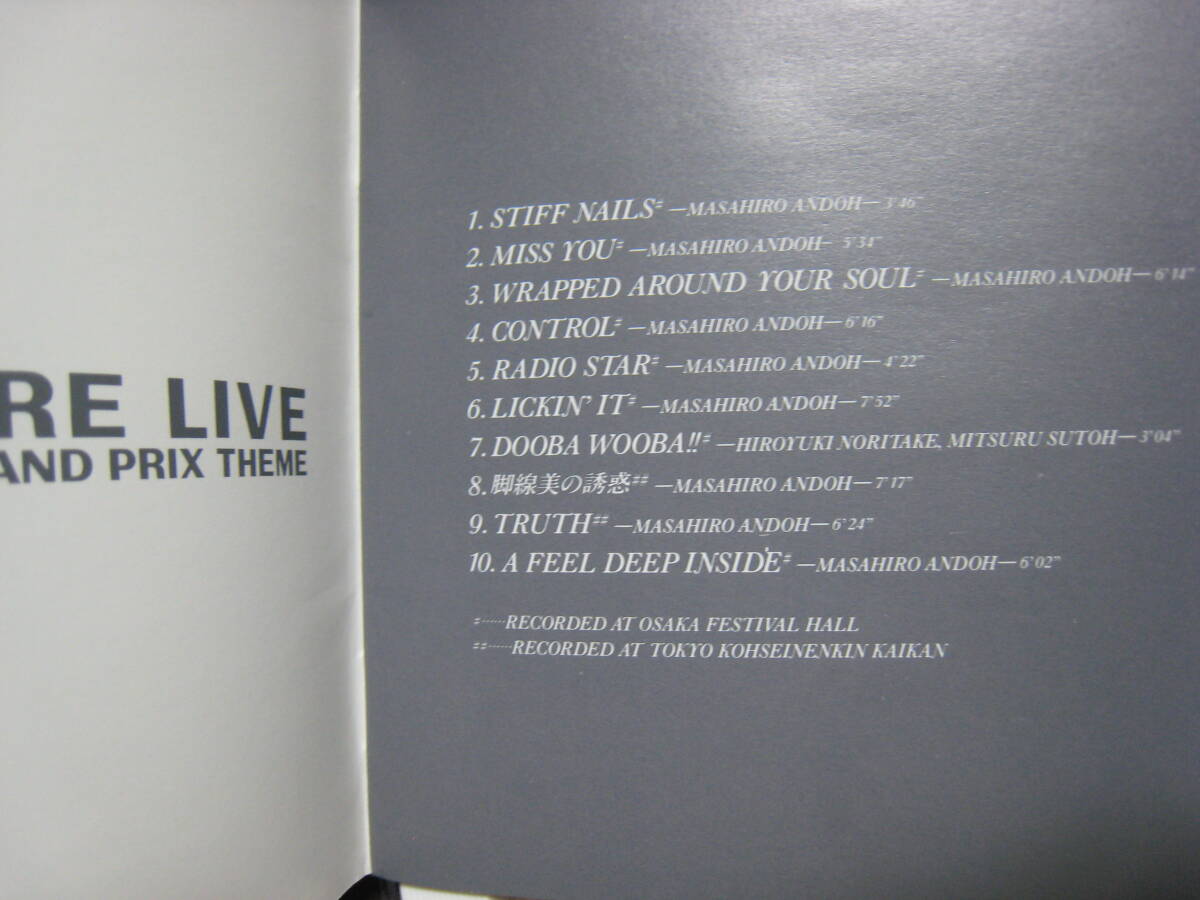 RE LIVE
AND PRIX THEME
1. STIFF NAILS# —MASAHIRO ANDOH— 3'46"
2. MISS YOU# —MASAHIRO ANDOH— 5'34"
3. WRAPPED AROUND YOUR SOUL# —MASAHIRO ANDOH— 6'14"
4. CONTROL# —MASAHIRO ANDOH— 6'16"
5. RADIO STAR# —MASAHIRO ANDOH— 4'22"
6. LICKIN' IT# —MASAHIRO ANDOH— 7'52"
7. DOOBA WOOBA!!# —HIROYUKI NORITAKE, MITSURU SUTOH— 3'04"
8. 脚線美の誘惑## —MASAHIRO ANDOH— 7'17"
9. TRUTH## —MASAHIRO ANDOH— 6'24"
10. A FEEL DEEP INSIDE# —MASAHIRO ANDOH— 6'02"
#······RECORDED AT OSAKA FESTIVAL HALL
##······RECORDED AT TOKYO KOHSEINENKIN KAIKAN